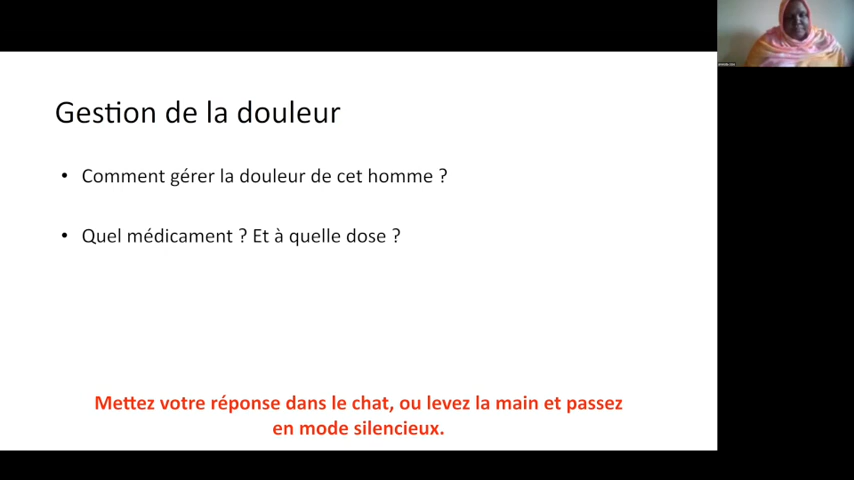 Gestion de la douleur
• Comment gérer la douleur de cet homme ?
• Quel médicament ? Et à quelle dose ?
Mettez votre réponse dans le chat, ou levez la main et passez
en mode silencieux.